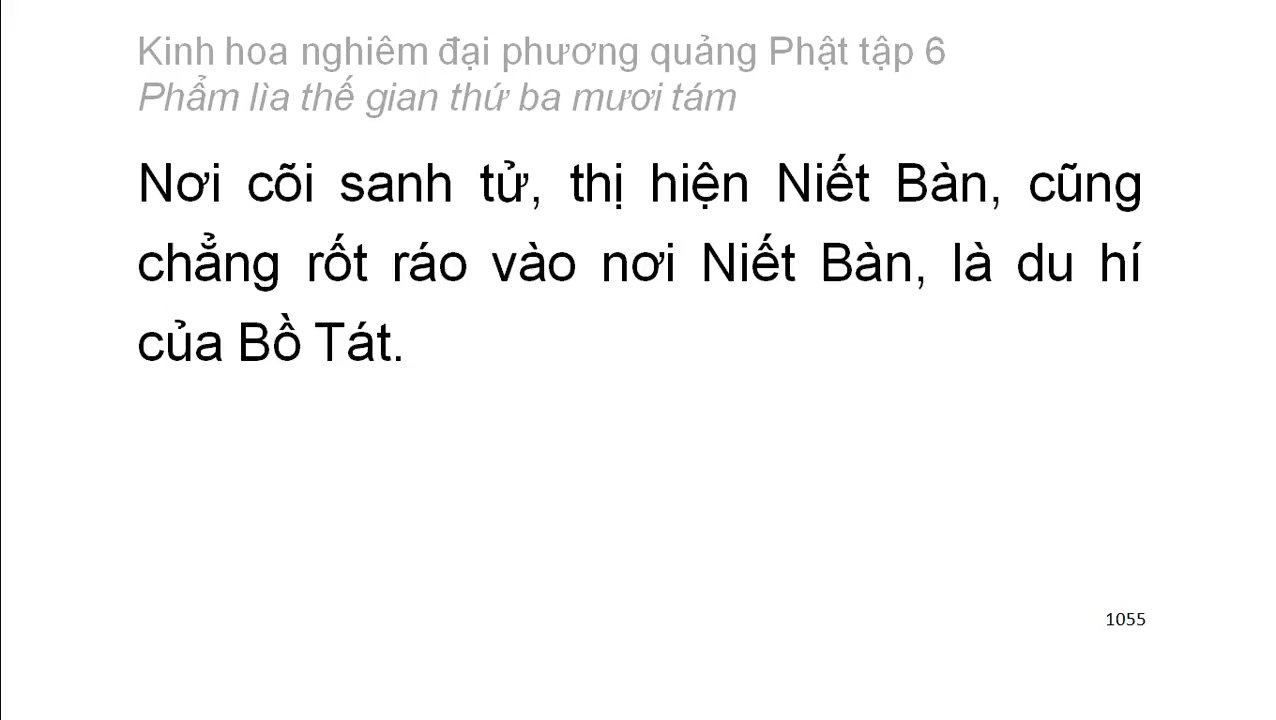 Kinh hoa nghiêm đại phương quảng Phật tập 6
Phẩm lìa thế gian thứ ba mươi tám
Nơi cõi sanh tử, thị hiện Niết Bàn, cũng
chẳng rốt ráo vào nơi Niết Bàn, là du hí
của Bồ Tát.
1055